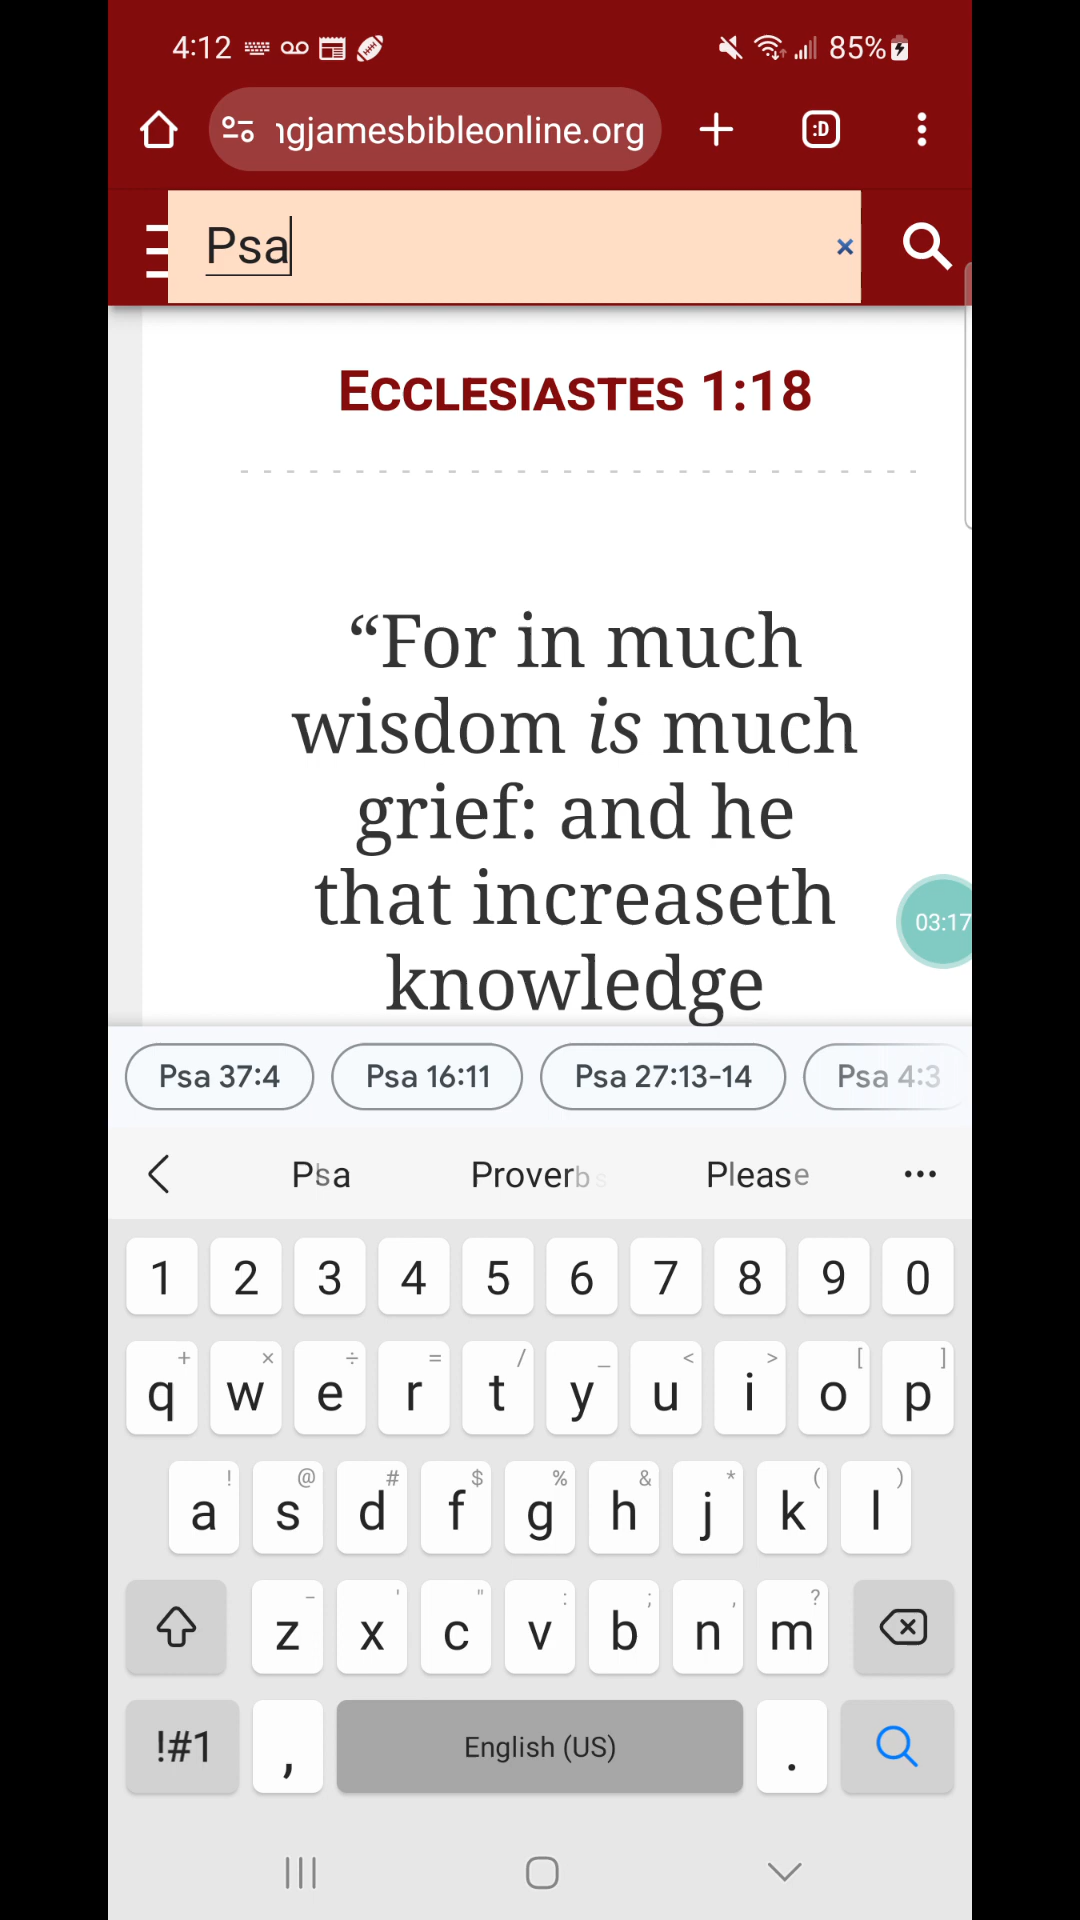 4:12 85%
ngjamesbibleonline.org :D
Psa ×
ECCLESIASTES 1:18
“For in much
wisdom is much
grief: and he
that increaseth
knowledge
03:17
Psa 37:4 Psa 16:11 Psa 27:13-14 Psa 4:3
Psa Proverbs Please ...
1 2 3 4 5 6 7 8 9 0
+ × ÷ = / _ < > [ ]
q w e r t y u i o p
! @ # $ % & * ( )
a s d f g h j k l
- ' " : ; , ?
z x c v b n m
!#1 , English (US) .